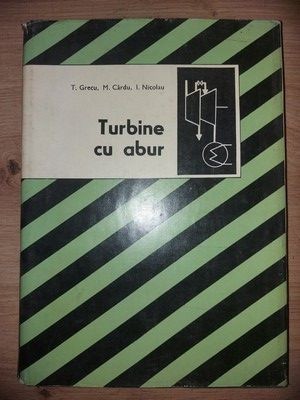 T. Grecu, M. Cârdu, I. Nicolau
Turbine
cu abur